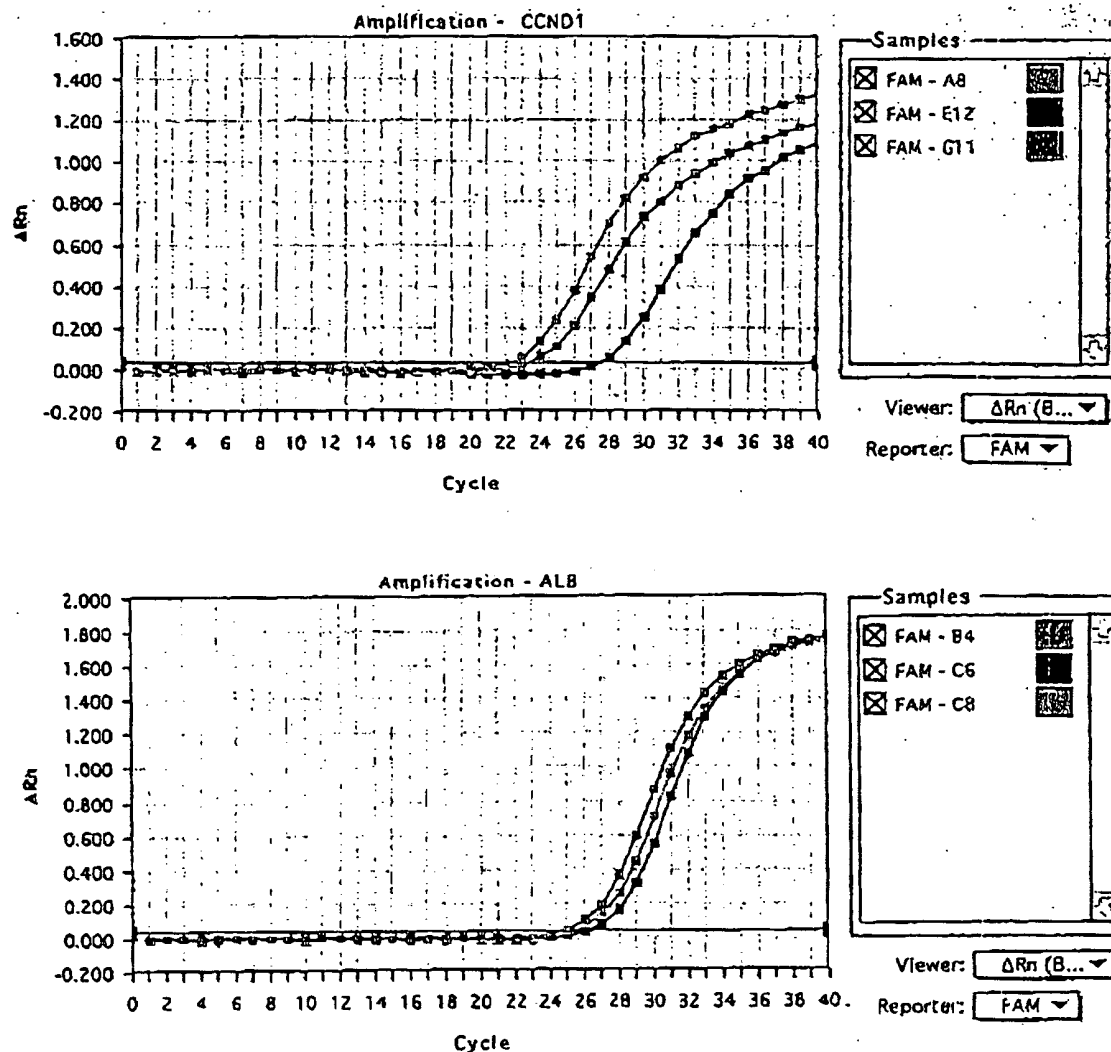 Amplification - CCND1
1.600
1.400
1.200
1.000
0.800
0.600
0.400
0.200
0.000
-0.200
ΔRn
0 2 4 6 8 10 12 14 16 18 20 22 24 26 28 30 32 34 36 38 40
Cycle
Samples
FAM - A8
FAM - E12
FAM - G11
Viewer: ΔRn (B...
Reporter: FAM
Amplification - ALB
2.000
1.800
1.600
1.400
1.200
1.000
0.800
0.600
0.400
0.200
0.000
-0.200
ΔRn
0 2 4 6 8 10 12 14 16 18 20 22 24 26 28 30 32 34 36 38 40
Cycle
Samples
FAM - B4
FAM - C6
FAM - C8
Viewer: ΔRn (B...
Reporter: FAM